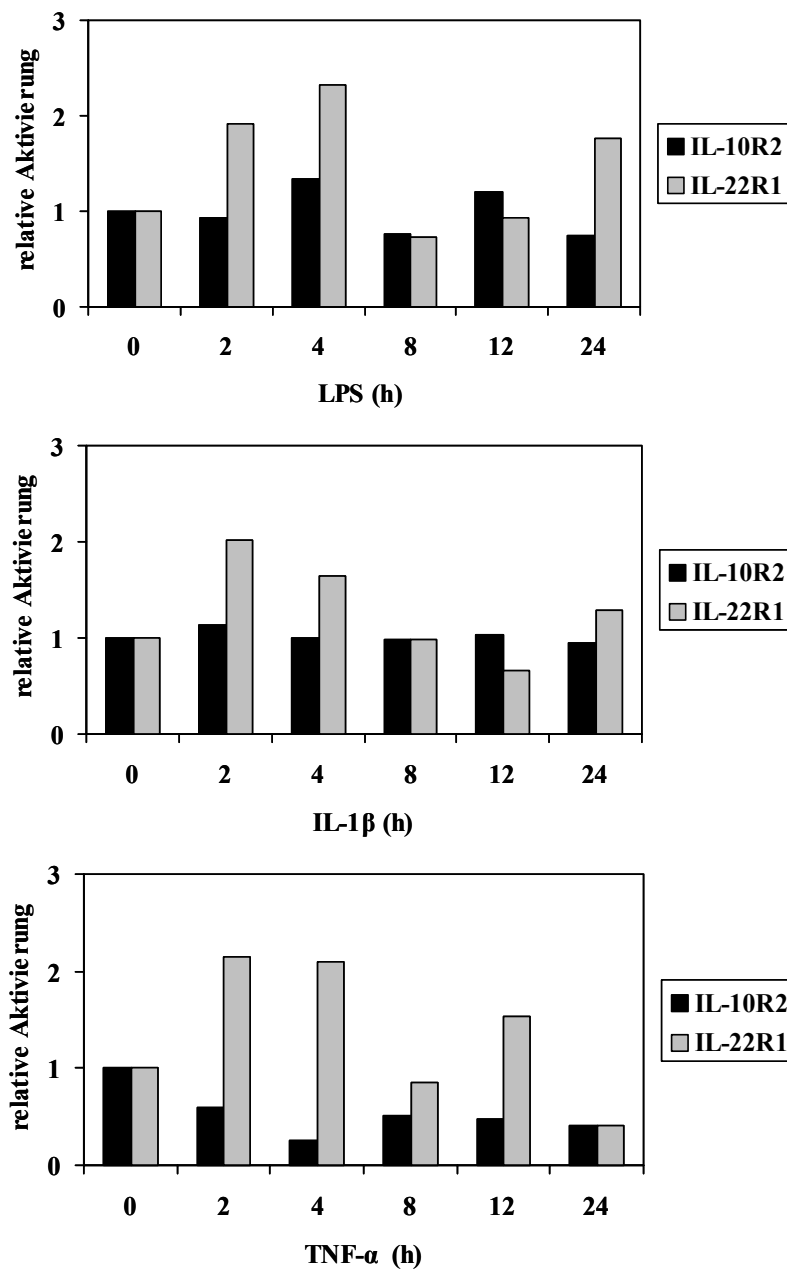 3
2
1
0
relative Aktivierung
0 2 4 8 12 24
LPS (h)
IL-10R2
IL-22R1
3
2
1
0
relative Aktivierung
0 2 4 8 12 24
IL-1β (h)
IL-10R2
IL-22R1
3
2
1
0
relative Aktivierung
0 2 4 8 12 24
TNF-α (h)
IL-10R2
IL-22R1